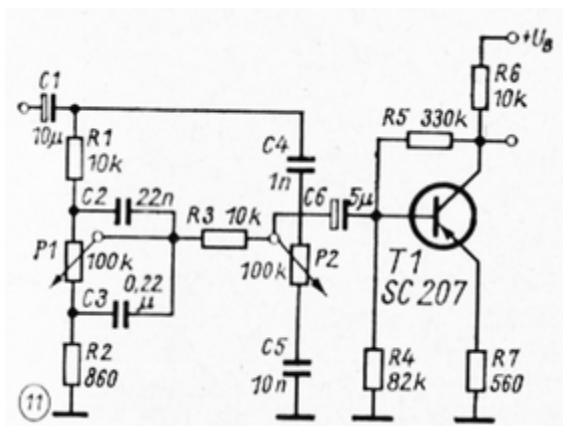 +U_B
C1
10μ
R1
10k
C2 22n
P1
100k
C3 0,22
μ
R2
860
R3 10k
C4
1n
C6 5μ
P2
100k
C5
10n
R5 330k
R6
10k
T1
SC 207
R4
82k
R7
560
11